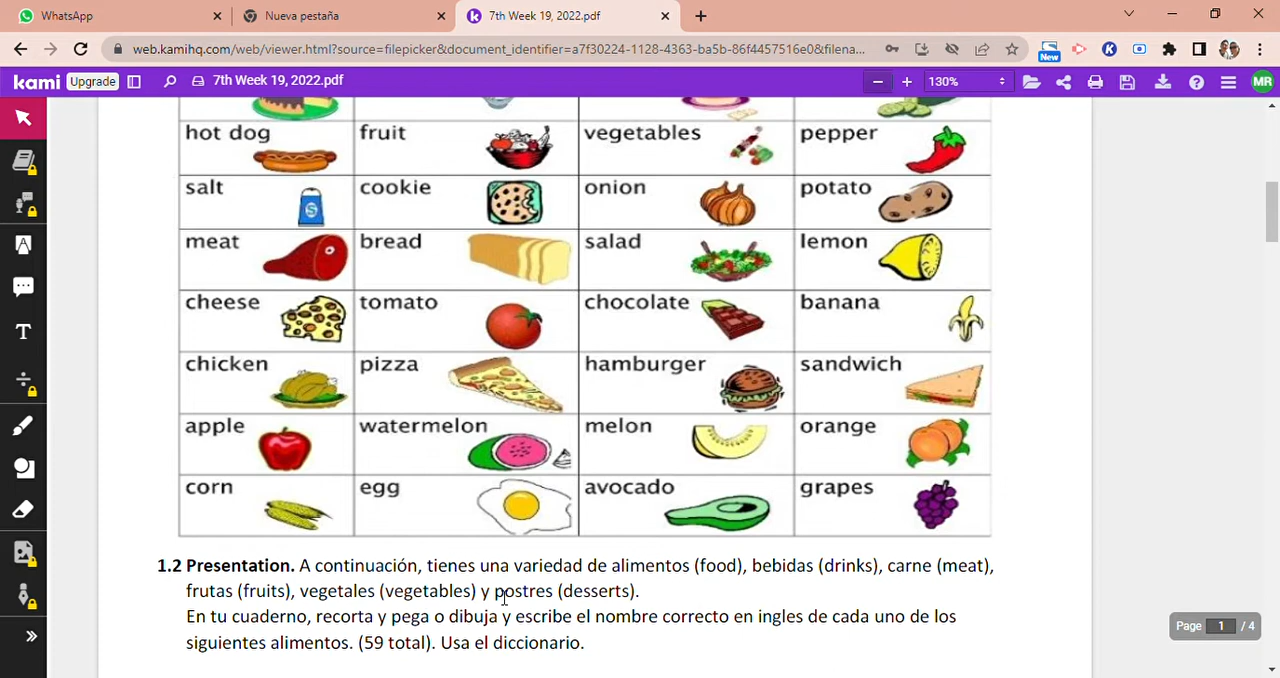 WhatsApp Nueva pestaña 7th Week 19, 2022.pdf
web.kamihq.com/web/viewer.html?source=filepicker&document_identifier=a7f30224-1128-4363-ba5b-86f4457516e0&filena...
New
kami Upgrade 7th Week 19, 2022.pdf 130% MR
hot dog fruit vegetables pepper
salt cookie onion potato
S
meat bread salad lemon
cheese tomato chocolate banana
chicken pizza hamburger sandwich
apple watermelon melon orange
corn egg avocado grapes
1.2 Presentation. A continuación, tienes una variedad de alimentos (food), bebidas (drinks), carne (meat),
frutas (fruits), vegetales (vegetables) y postres (desserts).
En tu cuaderno, recorta y pega o dibuja y escribe el nombre correcto en ingles de cada uno de los
siguientes alimentos. (59 total). Usa el diccionario.
Page 1 / 4